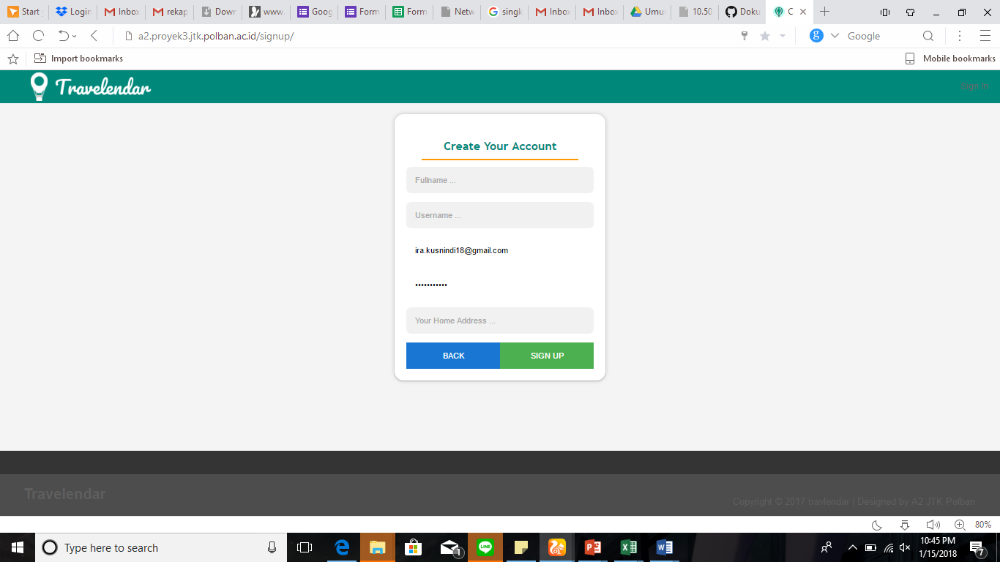 Start
Login
Inbox
rekap
Down
www.
Goog
Form
Form
Netw
singk
Inbox
Inbox
Umu
10.50
Doku
C
a2.proyek3.jtk.polban.ac.id/signup/
g
Google
Import bookmarks
Mobile bookmarks
Travelendar
Sign in
Create Your Account
Fullname ...
Username ...
ira.kusnindi18@gmail.com
•••••••••••
Your Home Address ...
BACK
SIGN UP
Travelendar
Copyright © 2017 travlendar | Designed by A2 JTK Polban
80%
Type here to search
1
LINE
10:45 PM
1/15/2018
7